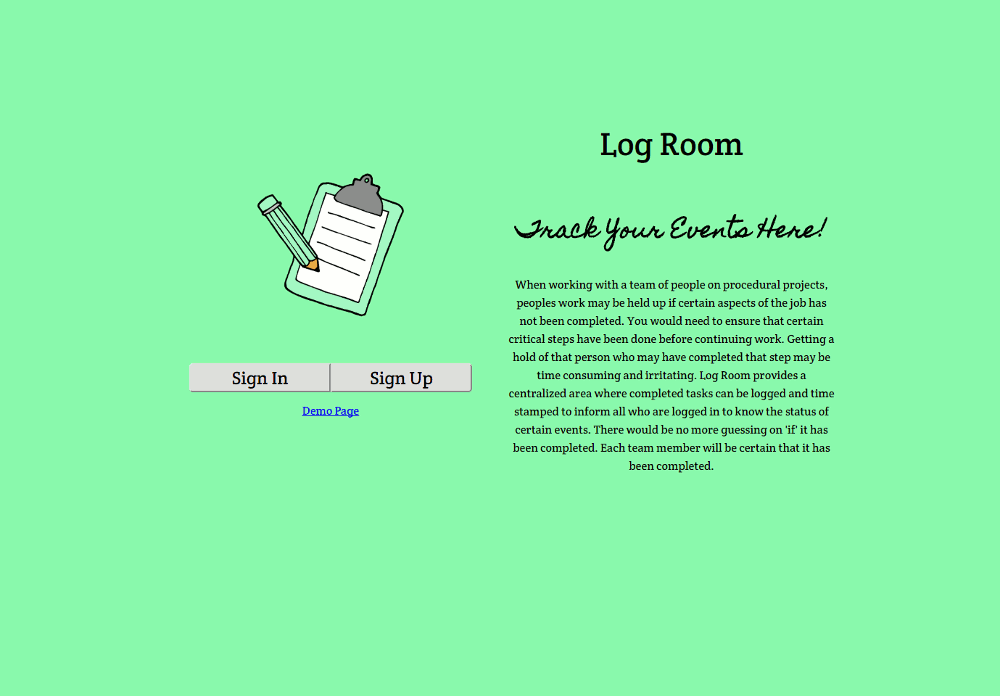 Log Room
Track Your Events Here!
When working with a team of people on procedural projects,
peoples work may be held up if certain aspects of the job has
not been completed. You would need to ensure that certain
critical steps have been done before continuing work. Getting a
hold of that person who may have completed that step may be
time consuming and irritating. Log Room provides a
centralized area where completed tasks can be logged and time
stamped to inform all who are logged in to know the status of
certain events. There would be no more guessing on 'if' it has
been completed. Each team member will be certain that it has
been completed.
Sign In
Sign Up
Demo Page